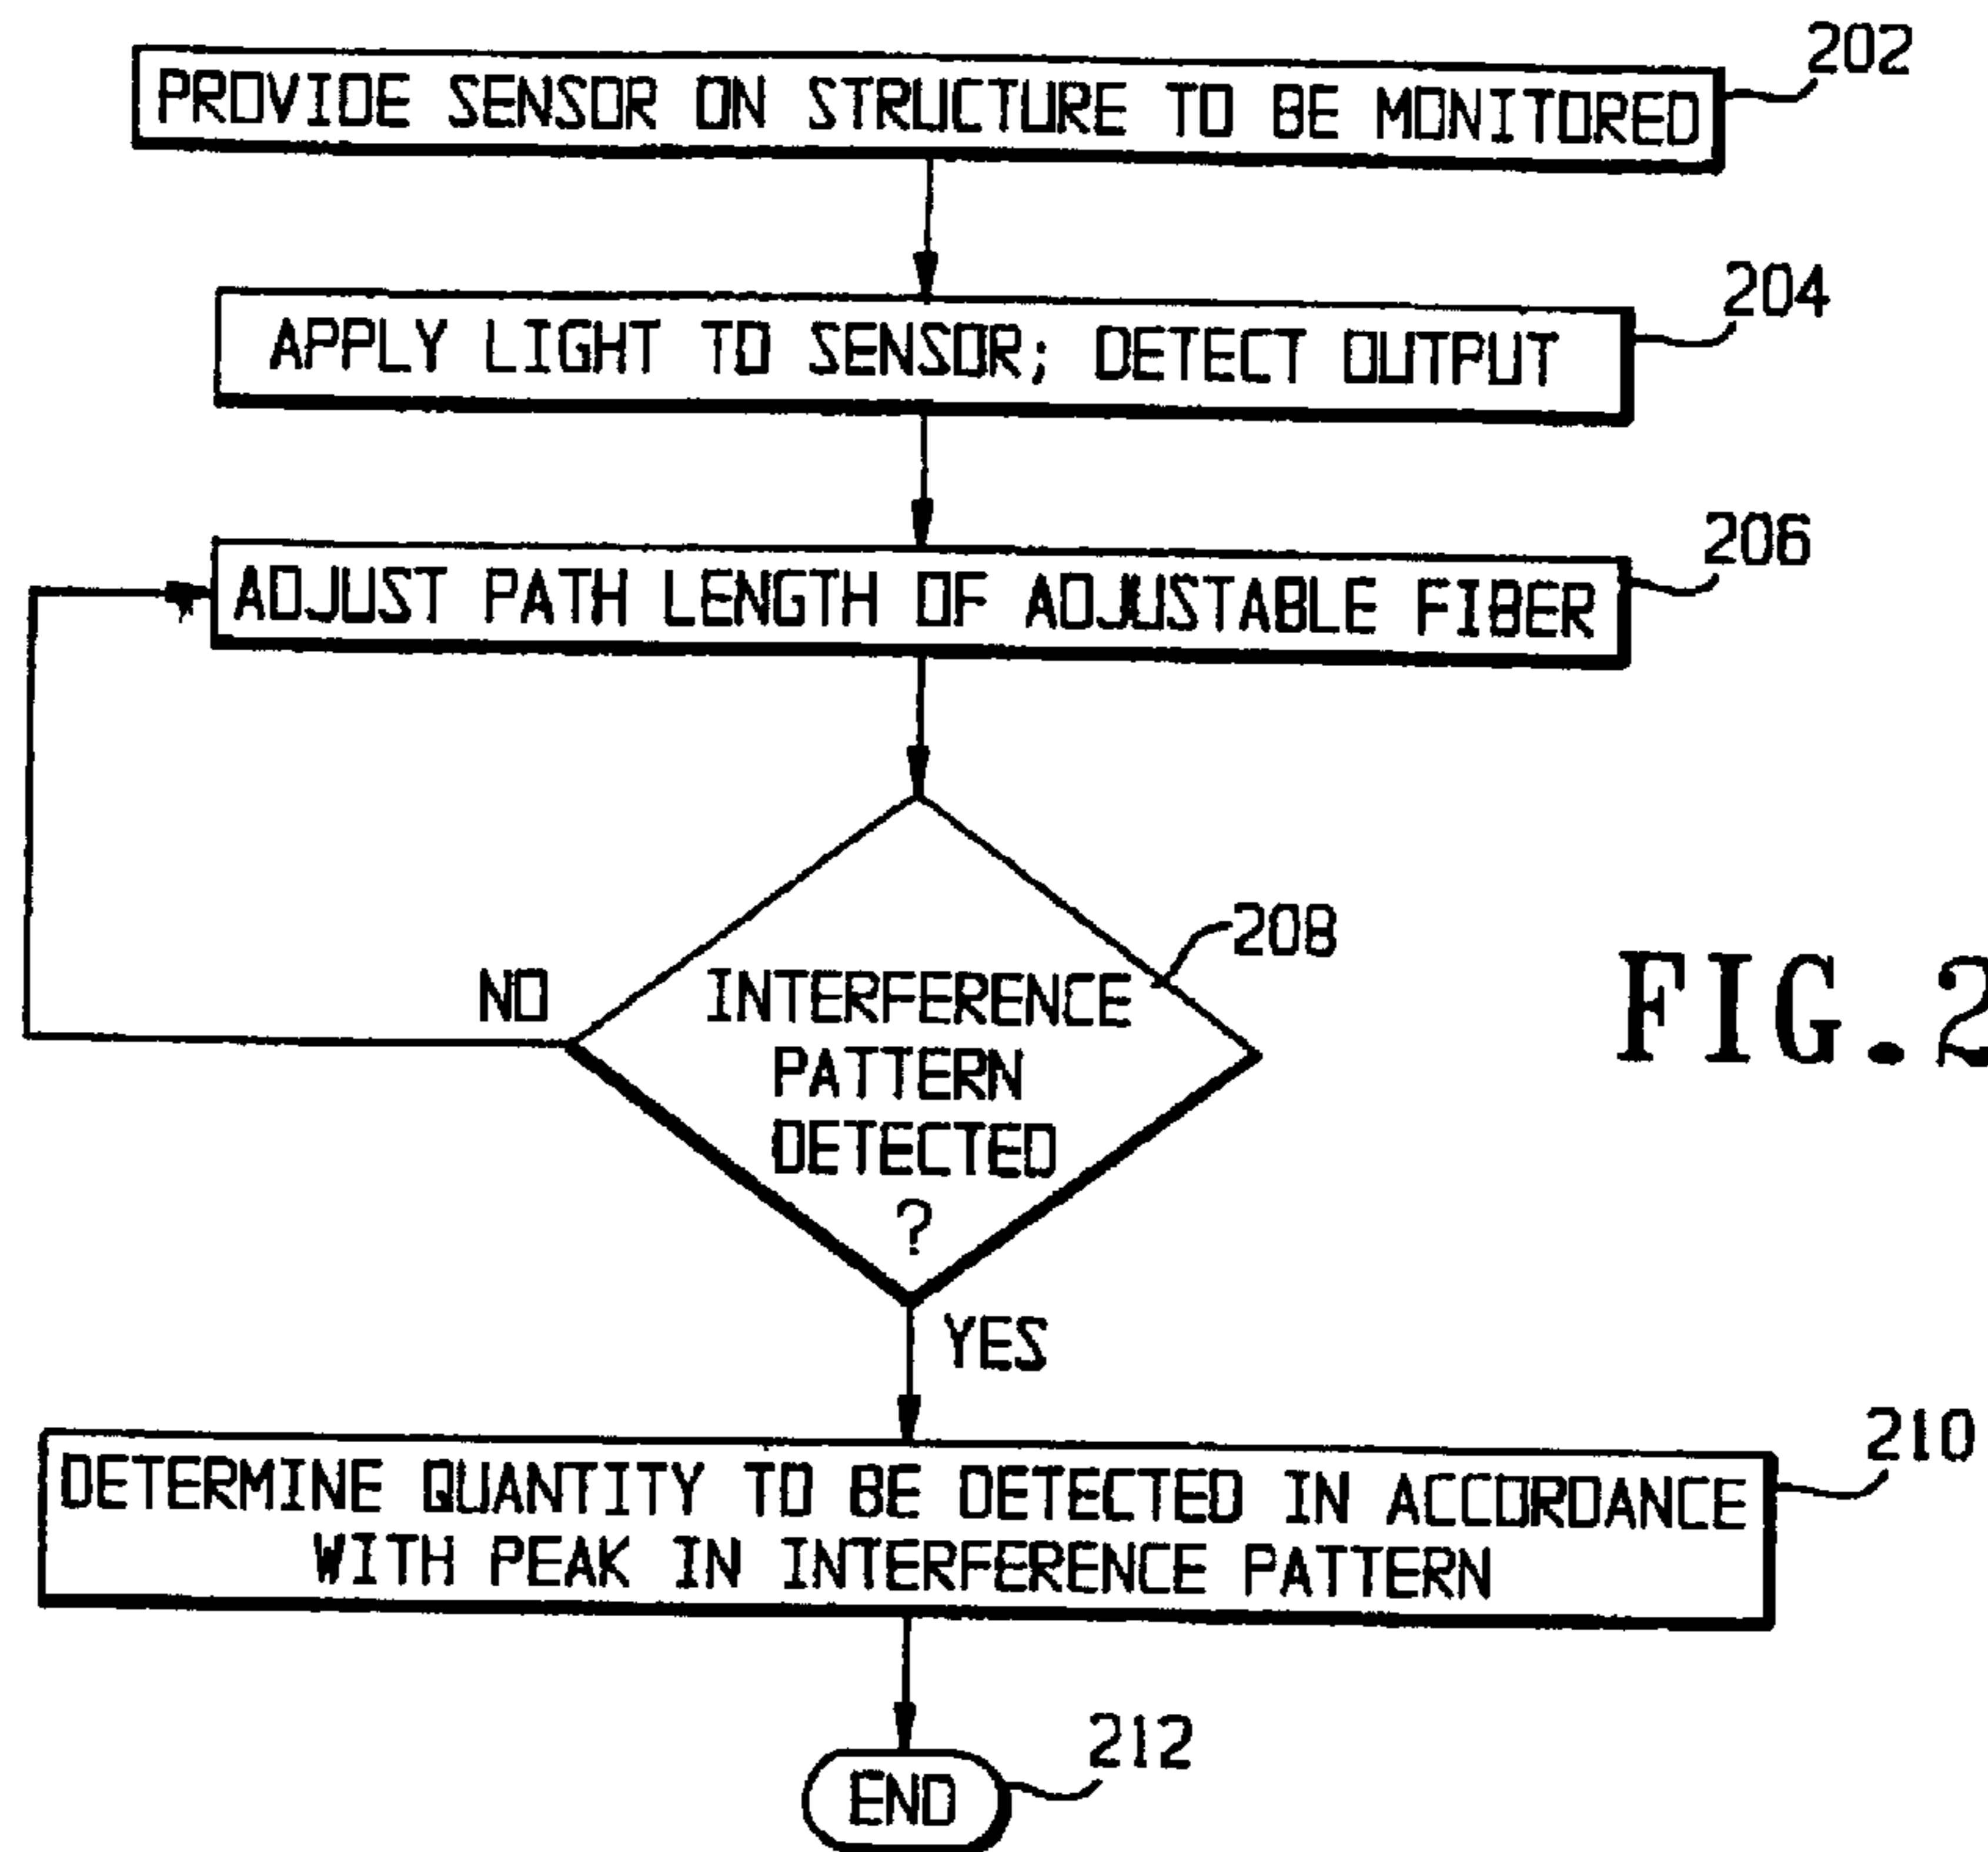 202
PROVIDE SENSOR ON STRUCTURE TO BE MONITORED
204
APPLY LIGHT TO SENSOR; DETECT OUTPUT
206
ADJUST PATH LENGTH OF ADJUSTABLE FIBER
208
NO
INTERFERENCE
PATTERN
DETECTED
?
FIG.2
YES
210
DETERMINE QUANTITY TO BE DETECTED IN ACCORDANCE
WITH PEAK IN INTERFERENCE PATTERN
212
END